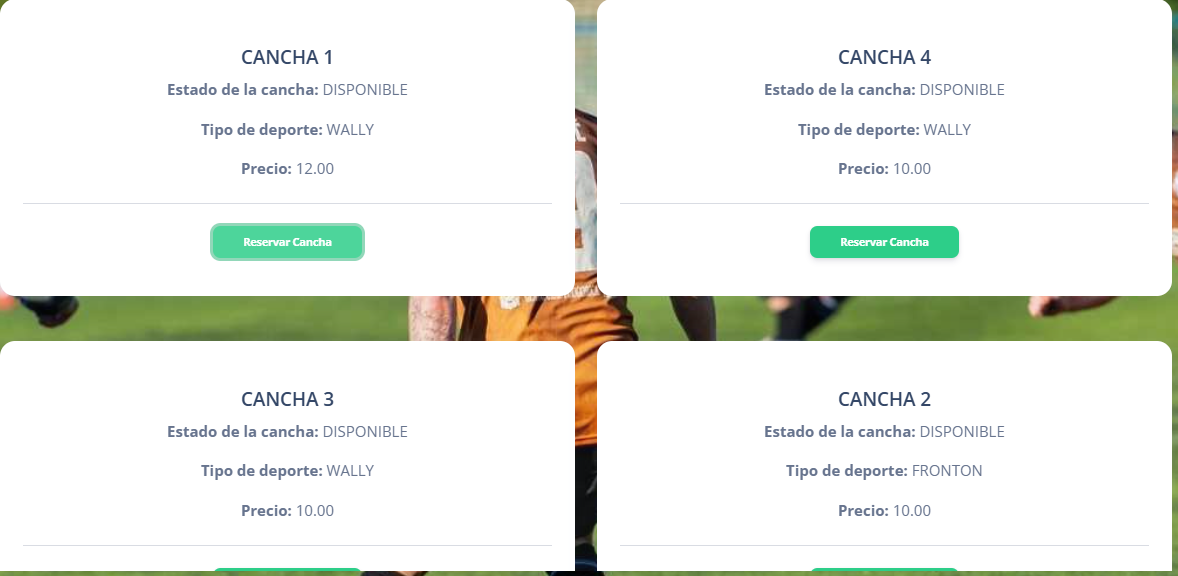 CANCHA 1
Estado de la cancha: DISPONIBLE
Tipo de deporte: WALLY
Precio: 12.00
Reservar Cancha
CANCHA 4
Estado de la cancha: DISPONIBLE
Tipo de deporte: WALLY
Precio: 10.00
Reservar Cancha
CANCHA 3
Estado de la cancha: DISPONIBLE
Tipo de deporte: WALLY
Precio: 10.00
CANCHA 2
Estado de la cancha: DISPONIBLE
Tipo de deporte: FRONTON
Precio: 10.00